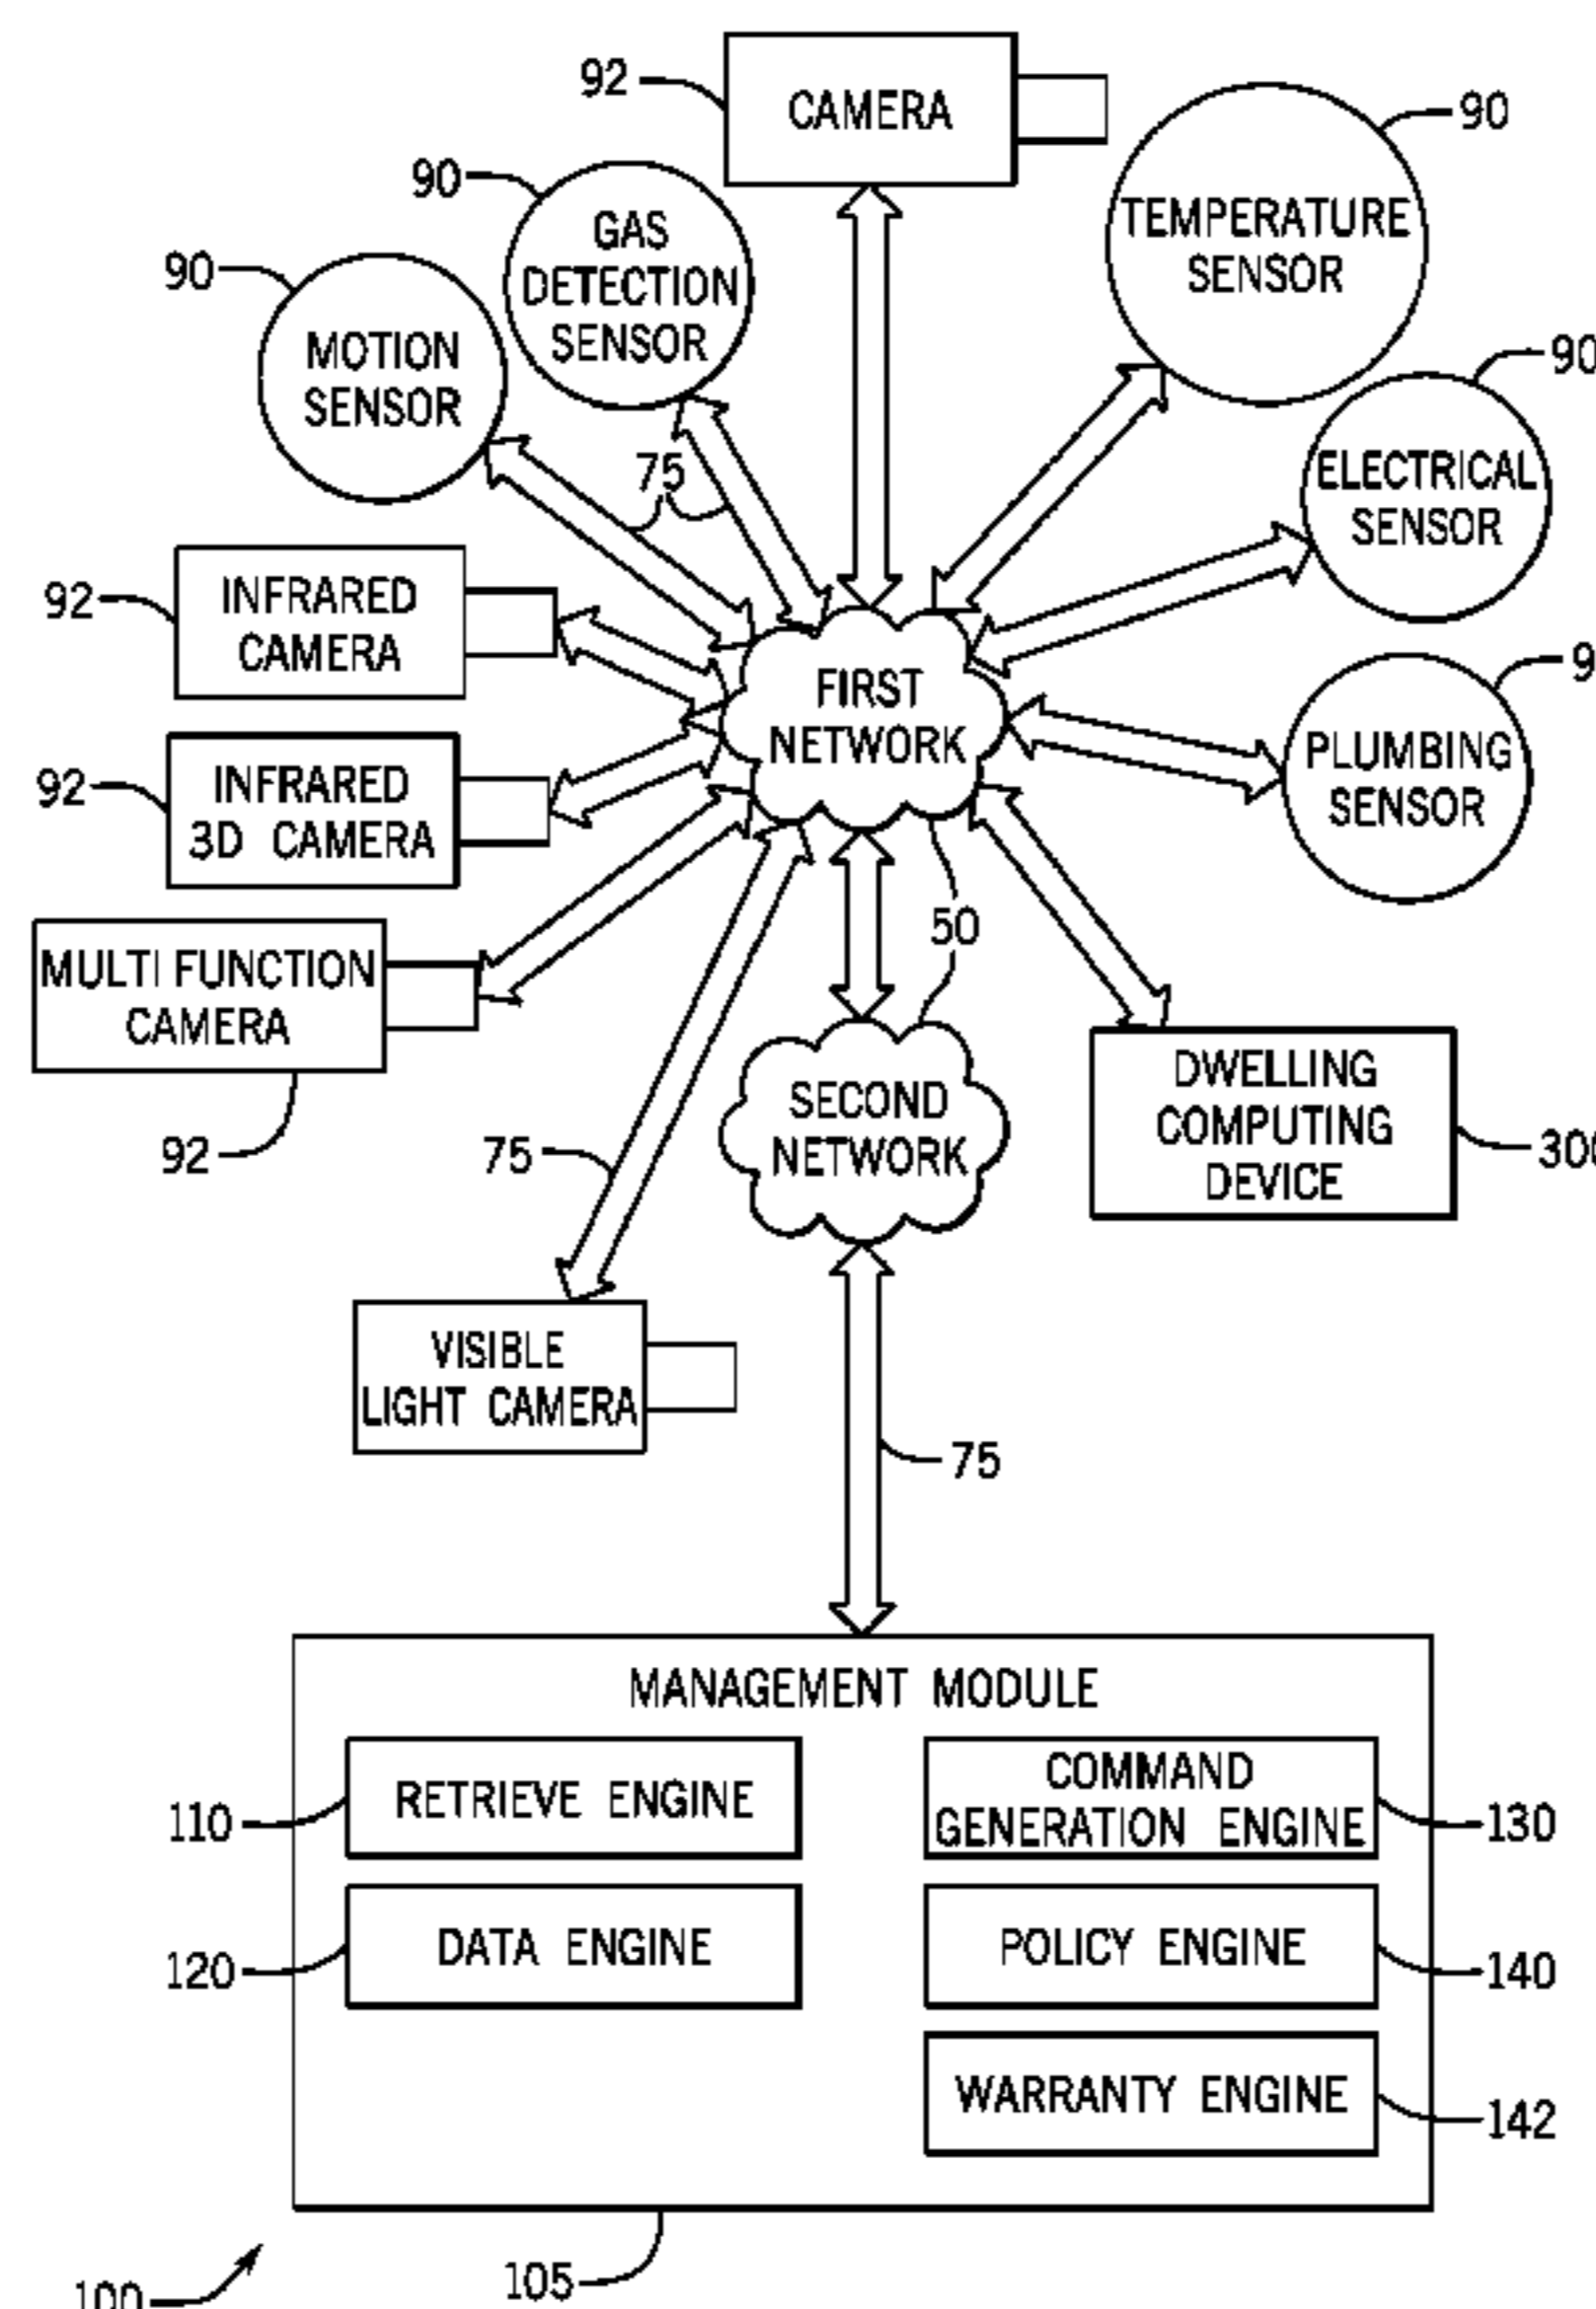 92
CAMERA
90
TEMPERATURE
SENSOR
90
GAS
DETECTION
SENSOR
90
MOTION
SENSOR
75
90
ELECTRICAL
SENSOR
92
INFRARED
CAMERA
FIRST
NETWORK
9
PLUMBING
SENSOR
92
INFRARED
3D CAMERA
50
MULTI FUNCTION
CAMERA
92
SECOND
NETWORK
DWELLING
COMPUTING
DEVICE
300
75
VISIBLE
LIGHT CAMERA
75
MANAGEMENT MODULE
110
RETRIEVE ENGINE
COMMAND
GENERATION ENGINE
130
120
DATA ENGINE
POLICY ENGINE
140
WARRANTY ENGINE
142
100
105